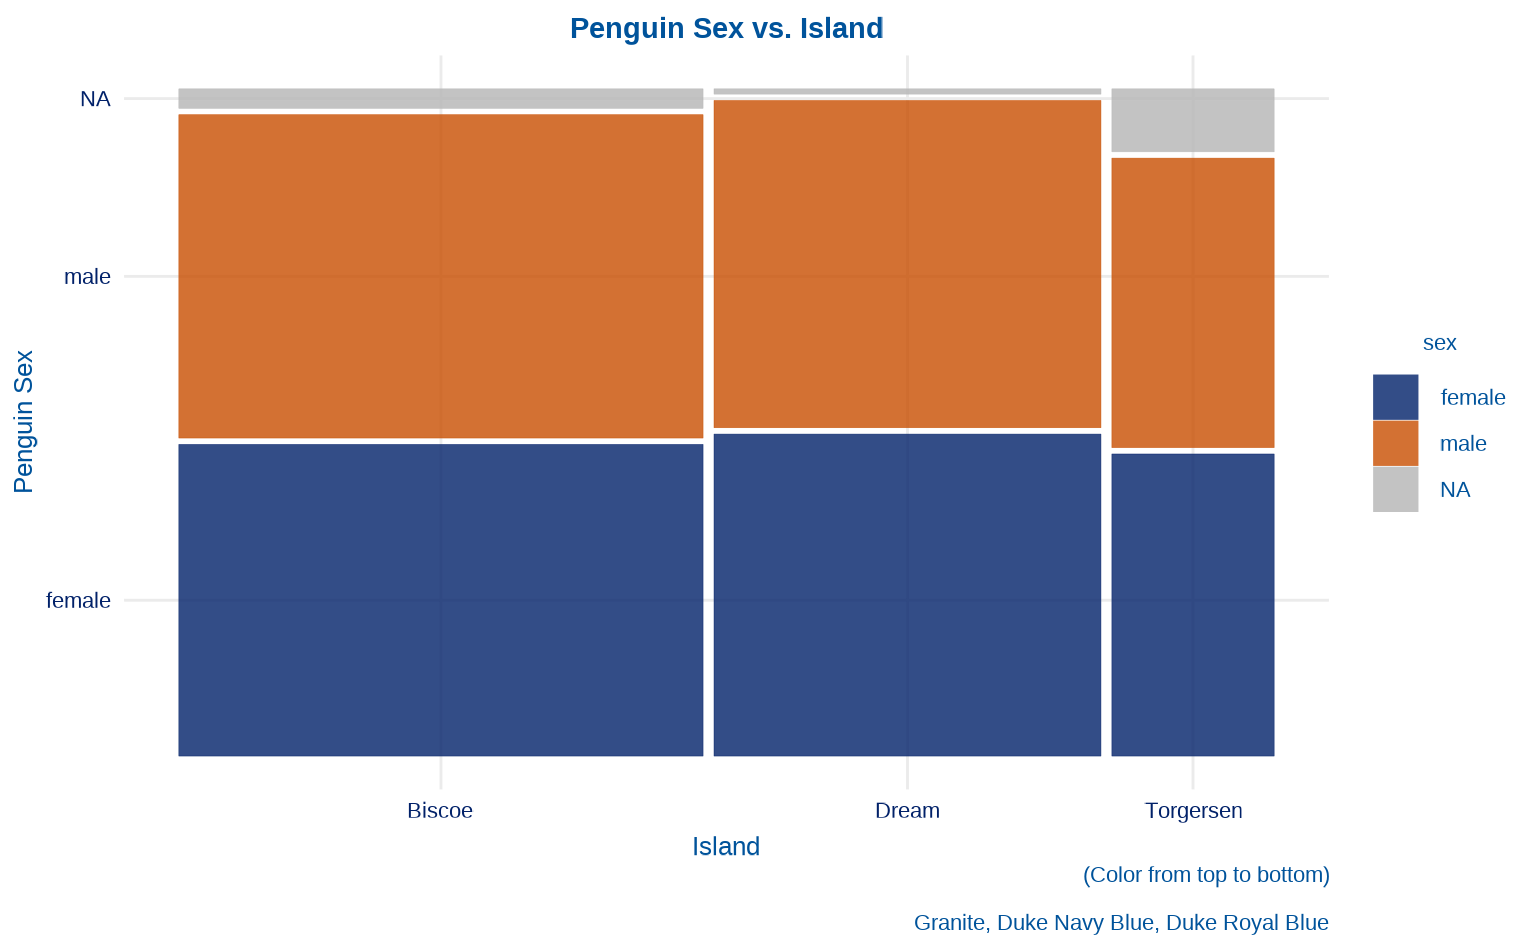 Penguin Sex vs. Island
NA
male
female
Penguin Sex
Biscoe
Dream
Torgersen
Island
sex
female
male
NA
(Color from top to bottom)
Granite, Duke Navy Blue, Duke Royal Blue